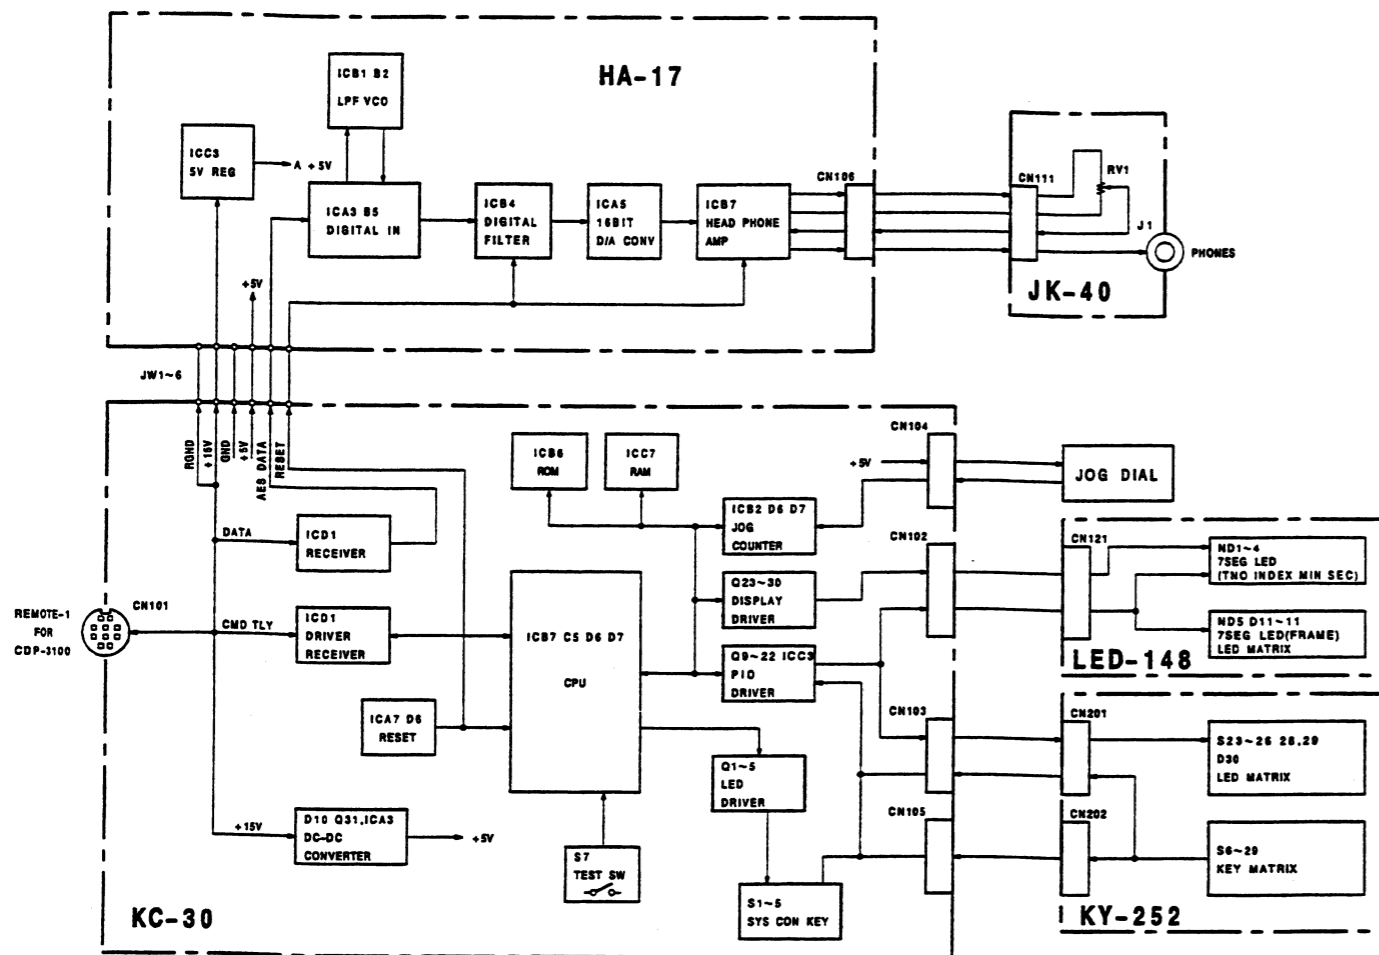 HA-17
ICB1 B2
LPF VCO
ICC3
5V REG
A +5V
ICA3 B5
DIGITAL IN
ICB4
DIGITAL
FILTER
ICA5
16BIT
D/A CONV
ICB7
HEAD PHONE
AMP
CN106
CN111
RV1
J1
PHONES
JK-40
+5V
JW1~6
RGND
+15V
GND
+5V
AES DATA
RESET
ICB6
ROM
ICC7
RAM
CN104
+5V
JOG DIAL
ICB2 D6 D7
JOG
COUNTER
DATA
ICD1
RECEIVER
CN102
CN121
ND1~4
7SEG LED
(TNO INDEX MIN SEC)
Q23~30
DISPLAY
DRIVER
REMOTE-1
FOR
CDP-3100
CN101
CMD TLY
ICD1
DRIVER
RECEIVER
ICB7 C5 D6 D7
CPU
ND5 D11~11
7SEG LED(FRAME)
LED MATRIX
LED-148
Q9~22 ICC3
PIO
DRIVER
ICA7 D6
RESET
CN103
CN201
S23~26 28,29
D30
LED MATRIX
Q1~5
LED
DRIVER
+15V
D10 Q31,ICA3
DC-DC
CONVERTER
+5V
CN105
CN202
S7
TEST SW
S6~29
KEY MATRIX
S1~5
SYS CON KEY
KC-30
KY-252